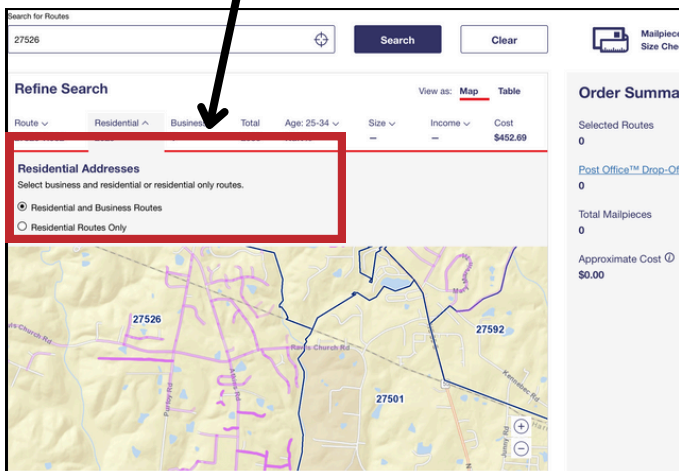 Search for Routes
27526
Search
Clear
Mailpiece
Size Che
Refine Search
View as: Map Table
Order Summa
Route Residential Business Total Age: 25-34 Size Income Cost
– – $452.69
Selected Routes
0
Residential Addresses
Select business and residential or residential only routes.
Residential and Business Routes
Residential Routes Only
Post Office™ Drop-Of
0
Total Mailpieces
0
Approximate Cost
$0.00
27526
27592
Church Rd
Rawls Church Rd
27501
Purfoy Rd
Kennebec Rd